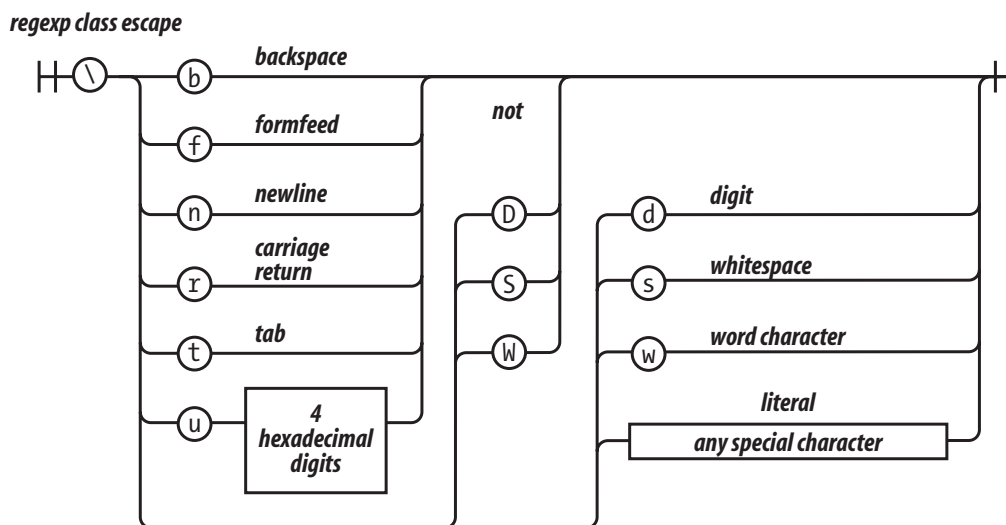 regexp class escape
\ b backspace
not
f formfeed
n newline
D d digit
r carriage
return
S s whitespace
t tab
W w word character
u 4
hexadecimal
digits
literal
any special character